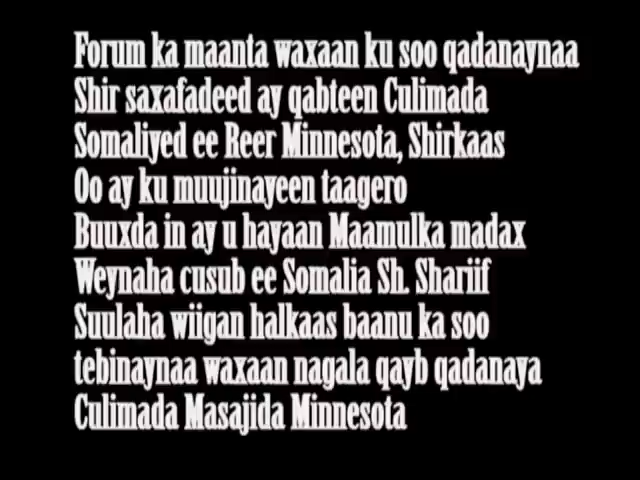 Forum ka maanta waxaan ku soo qadanaynaa
Shir saxafadeed ay qabteen Culimada
Somaliyed ee Reer Minnesota, Shirkaas
Oo ay ku muujinayeen taagero
Buuxda in ay u hayaan Maamulka madax
Weynaha cusub ee Somalia Sh. Shariif
Suulaha wiigan halkaas baanu ka soo
tebinaynaa waxaan nagala qayb qadanaya
Culimada Masajida Minnesota